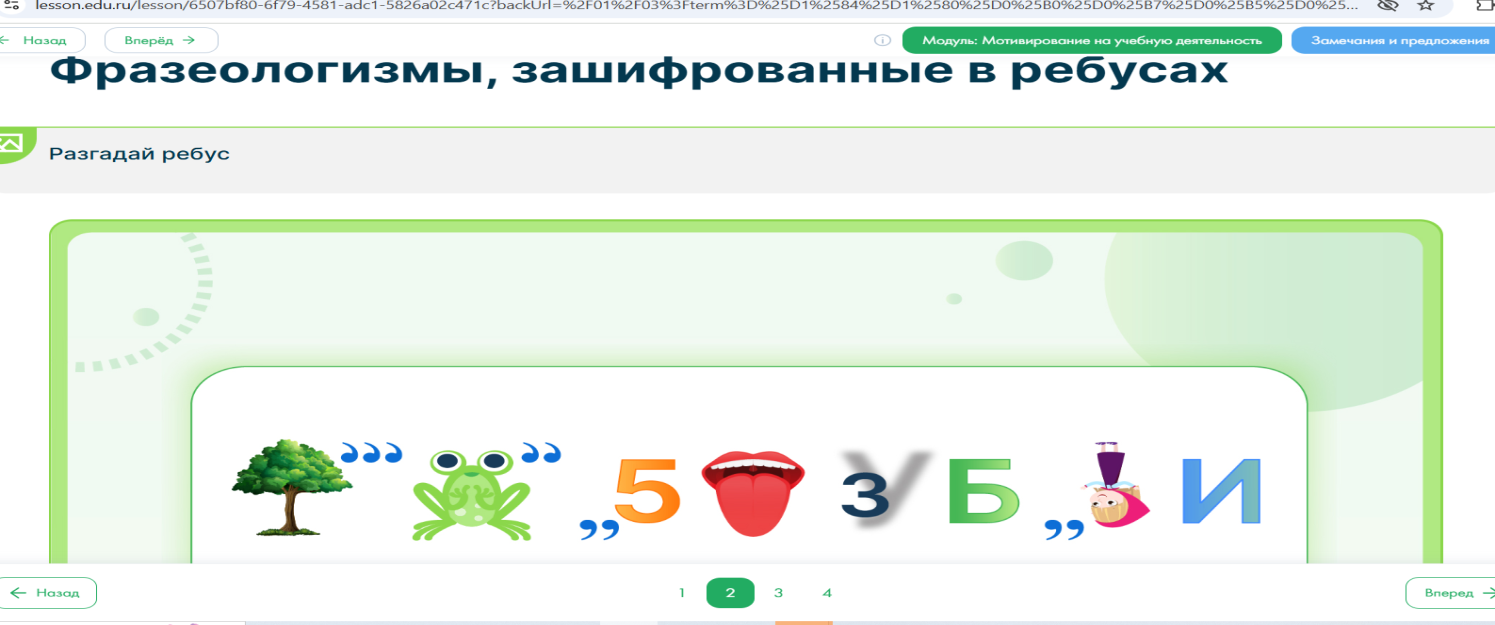 lesson.edu.ru/lesson/6507bf80-6f79-4581-adc1-5826a02c471c?backUrl=%2F01%2F03%3Fterm%3D%25D1%2584%25D1%2580%25D0%25B0%25D0%25B7%25D0%25B5%25D0%25...
← Назад Вперёд → Модуль: Мотивирование на учебную деятельность Замечания и предложения
Фразеологизмы, зашифрованные в ребусах
Разгадай ребус
,,, ,, ,,5 З У Б ,, И
← Назад 1 2 3 4 Вперед →